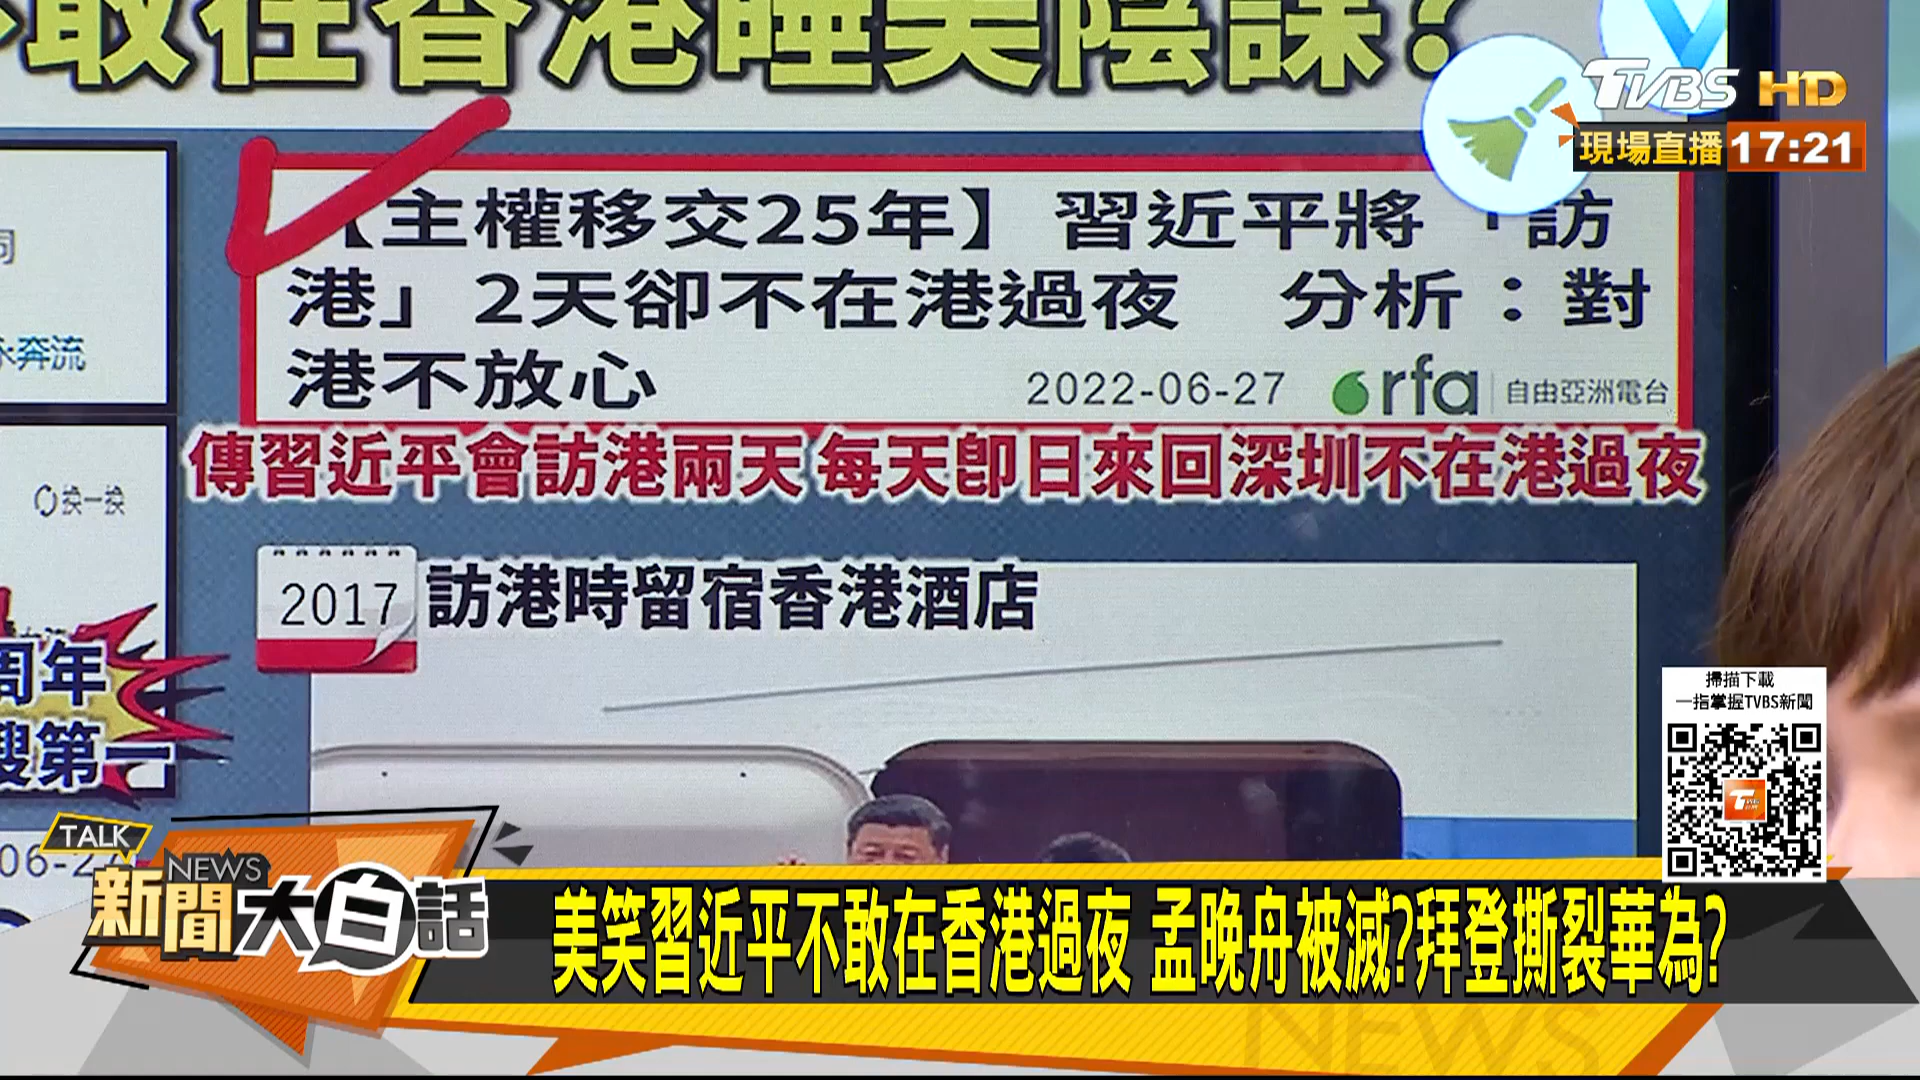 不敢在香港睡美陰謀?
TVBS HD
現場直播 17:21
【主權移交25年】習近平將「訪
港」2天卻不在港過夜 分析：對
港不放心
2022-06-27 rfa 自由亞洲電台
傳習近平會訪港兩天 每天即日來回深圳不在港過夜
2017 訪港時留宿香港酒店
奔流
換一換
周年
搜第一
掃描下載
一指掌握TVBS新聞
TALK
NEWS
新聞大白話
美笑習近平不敢在香港過夜 孟晚舟被滅?拜登撕裂華為?
NEWS